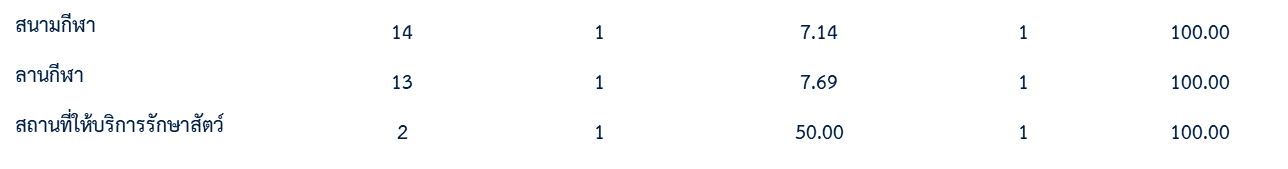 สนามกีฬา 14 1 7.14 1 100.00
ลานกีฬา 13 1 7.69 1 100.00
สถานที่ให้บริการรักษาสัตว์ 2 1 50.00 1 100.00